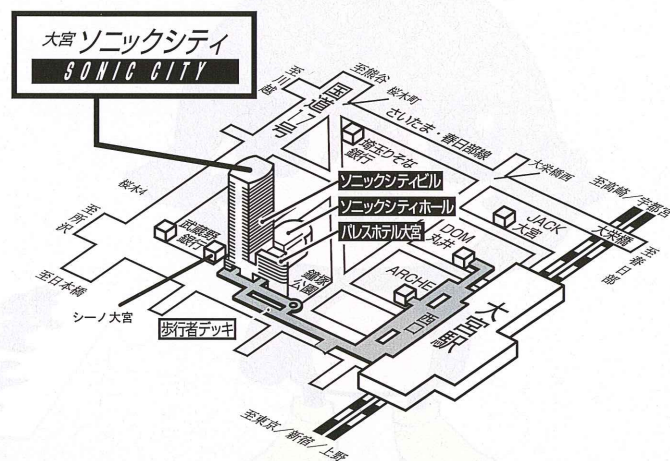 大宮 ソニックシティ
SONIC CITY
至川越
至熊谷
国道17号
桜木町
さいたま・春日部線
埼玉りそな
銀行
大栄橋西
至高崎/宇都宮
ソニックシティビル
ソニックシティホール
パレスホテル大宮
桜木4
至所沢
武蔵野
銀行
至日本橋
シーノ大宮
歩行者デッキ
鐘塚
公園
DOM
丸井
JACK
大宮
大栄橋
至春日部
ARCHE
西口
大宮駅
至東京/新宿/上野